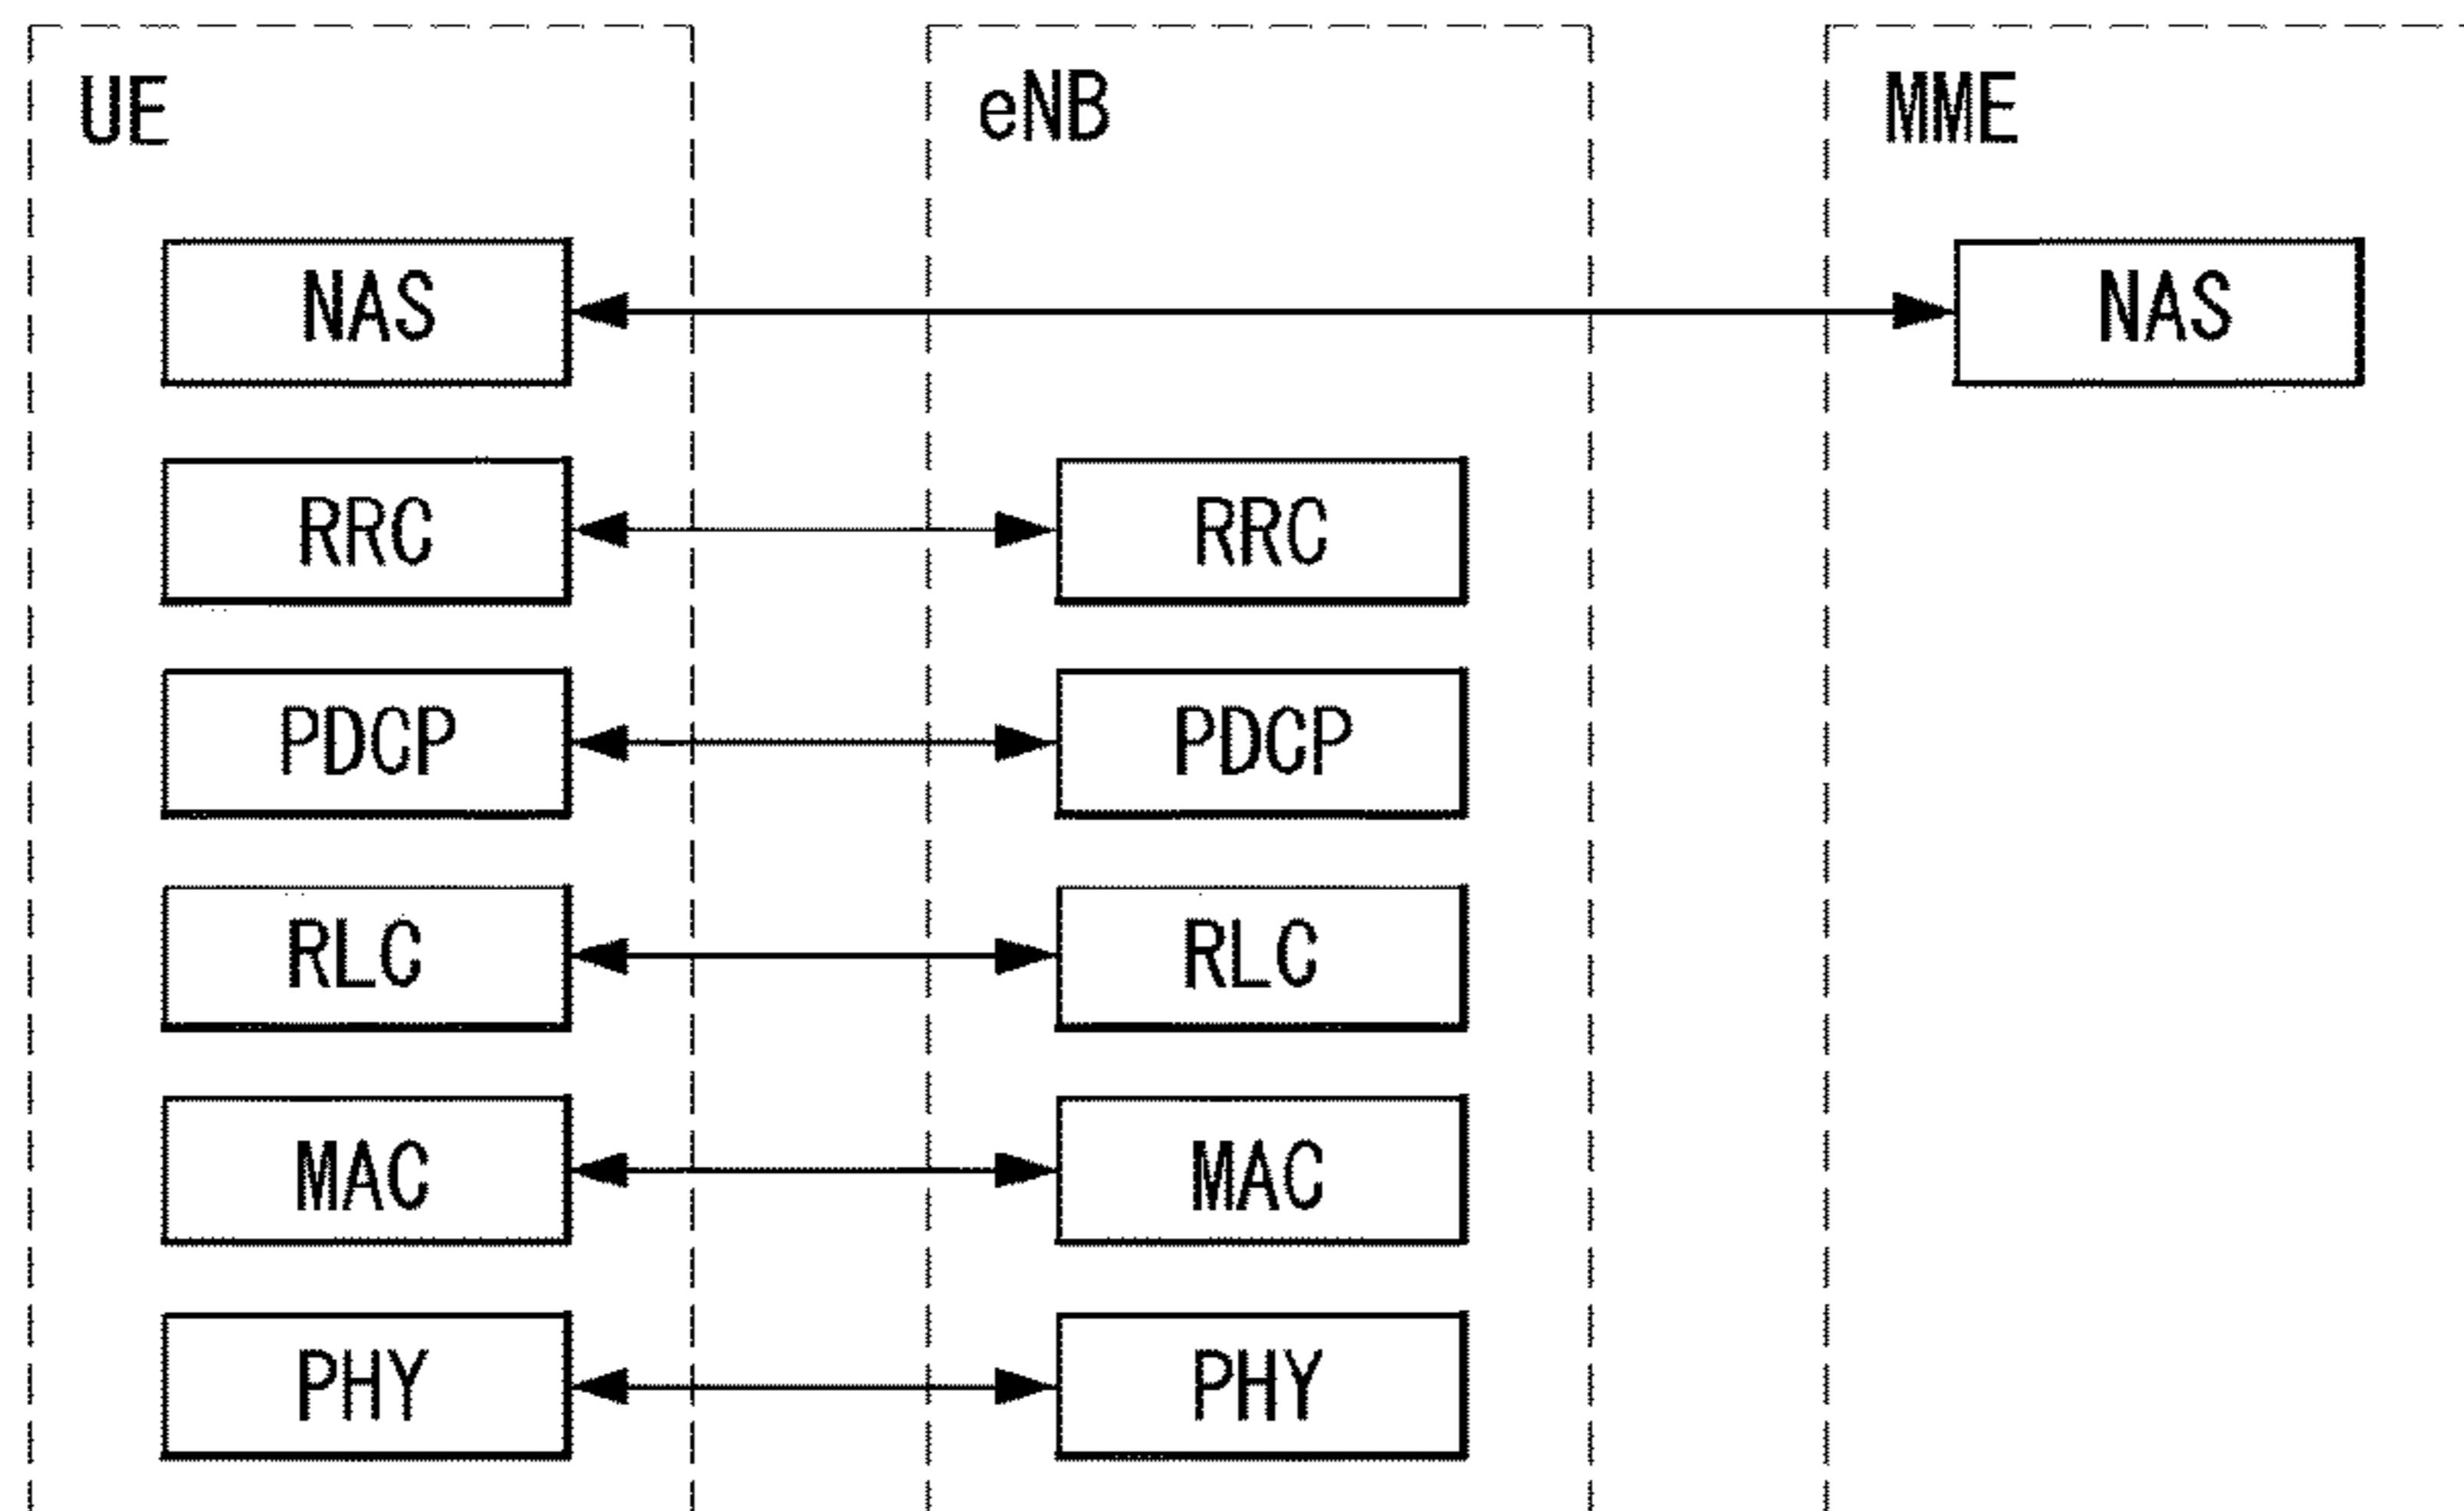 UE eNB MME
NAS NAS
RRC RRC
PDCP PDCP
RLC RLC
MAC MAC
PHY PHY